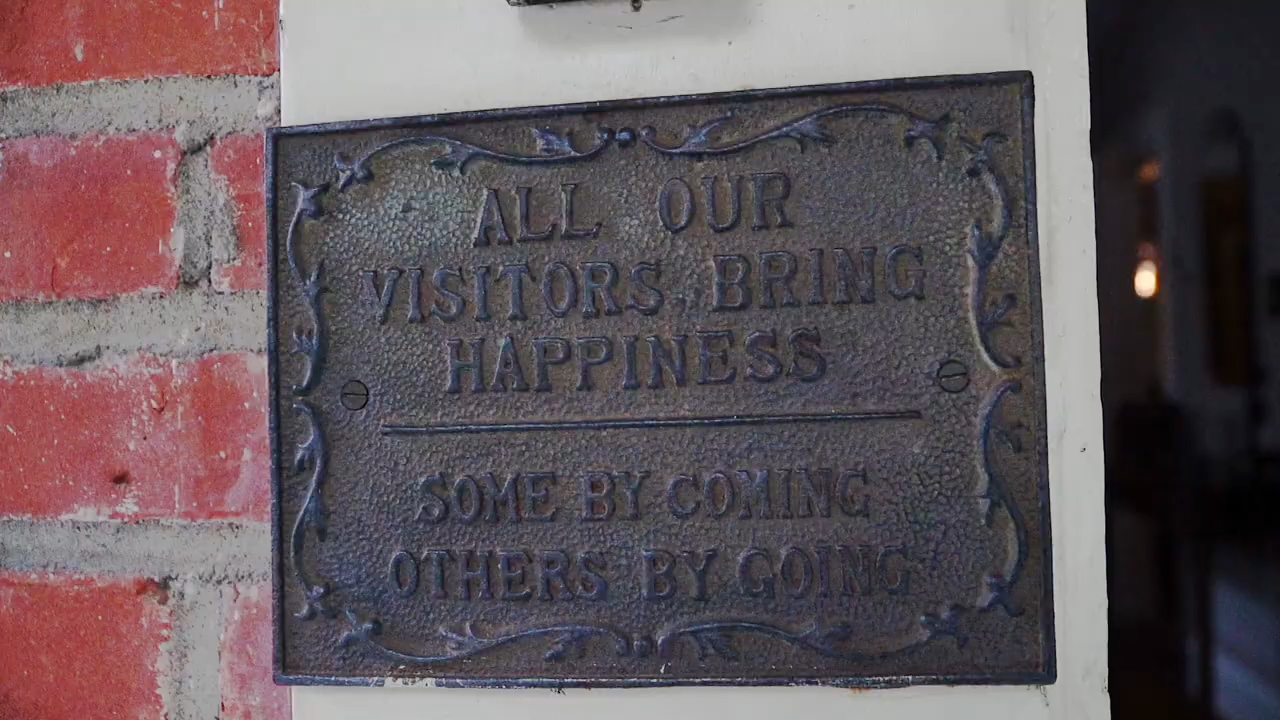 ALL OUR
VISITORS BRING
HAPPINESS
SOME BY COMING
OTHERS BY GOING